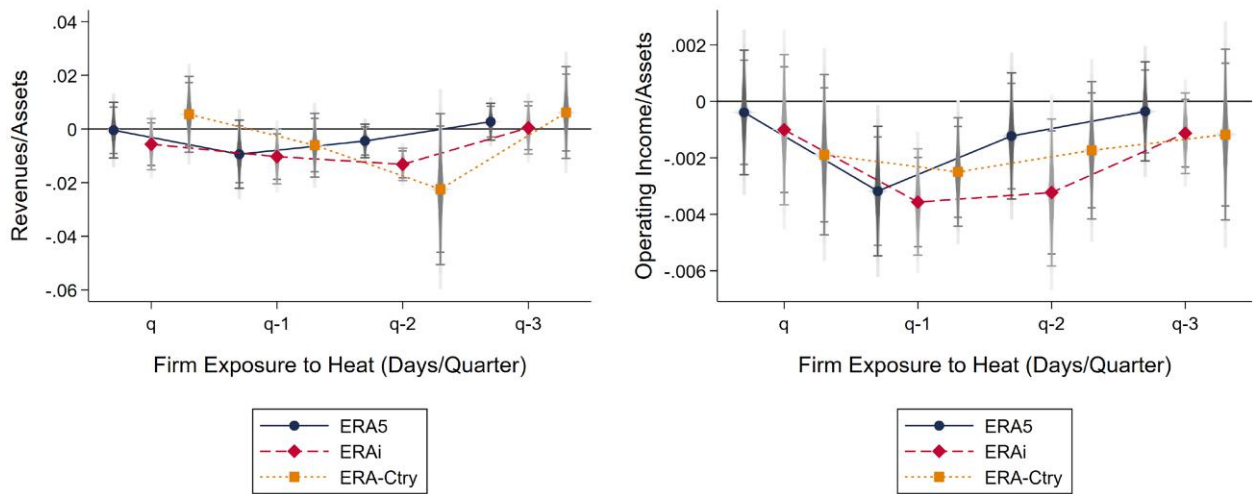 Revenues/Assets
.04
.02
0
-.02
-.04
-.06
q
q-1
q-2
q-3
Firm Exposure to Heat (Days/Quarter)
ERA5
ERAi
ERA-Ctry
Operating Income/Assets
.002
0
-.002
-.004
-.006
q
q-1
q-2
q-3
Firm Exposure to Heat (Days/Quarter)
ERA5
ERAi
ERA-Ctry